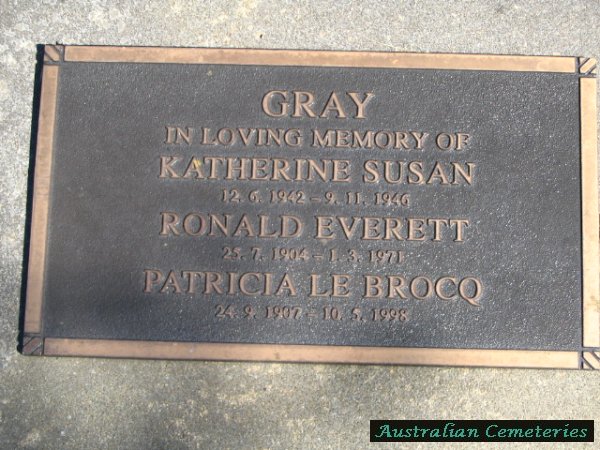 GRAY
IN LOVING MEMORY OF
KATHERINE SUSAN
12. 6. 1942 – 9. 11. 1946
RONALD EVERETT
25. 7. 1904 – 1. 3. 1971
PATRICIA LE BROCQ
24. 9. 1907 – 10. 5. 1998
Australian Cemeteries